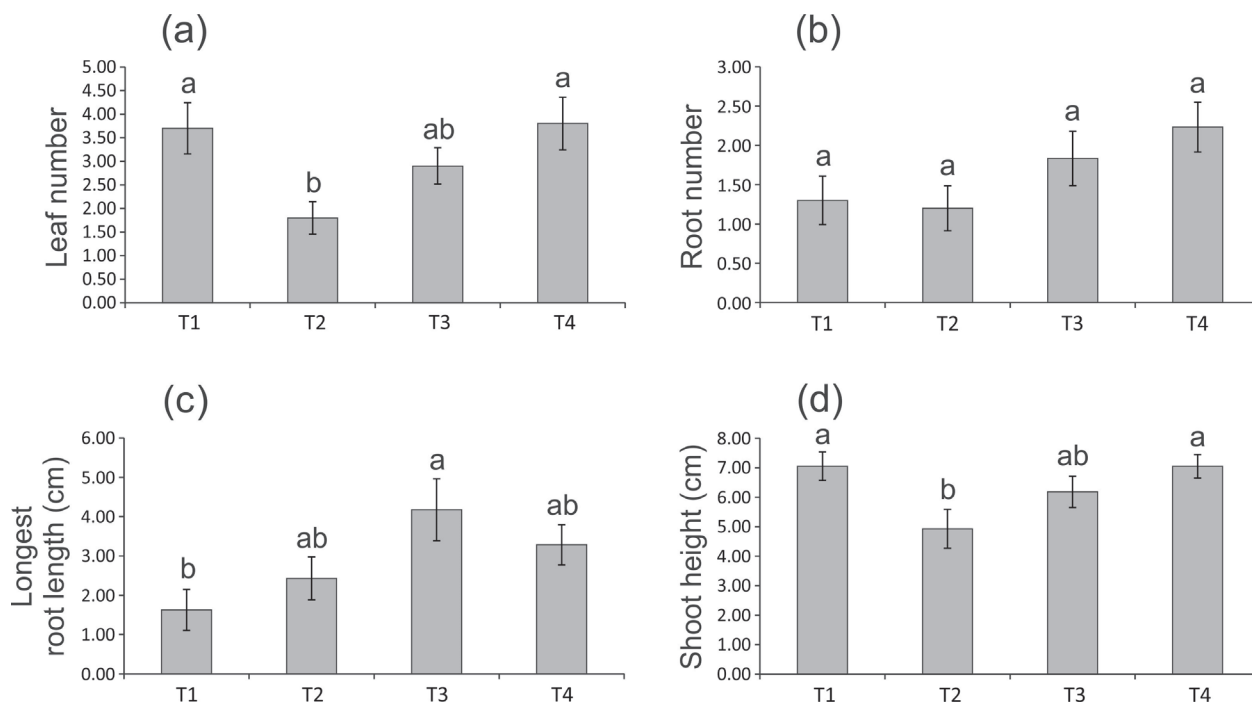 (a)
Leaf number
5.00
4.50
4.00
3.50
3.00
2.50
2.00
1.50
1.00
0.50
0.00
a
b
ab
a
T1 T2 T3 T4
(b)
Root number
3.00
2.50
2.00
1.50
1.00
0.50
0.00
a
a
a
a
T1 T2 T3 T4
(c)
Longest
root length (cm)
6.00
5.00
4.00
3.00
2.00
1.00
0.00
b
ab
a
ab
T1 T2 T3 T4
(d)
Shoot height (cm)
8.00
7.00
6.00
5.00
4.00
3.00
2.00
1.00
0.00
a
b
ab
a
T1 T2 T3 T4